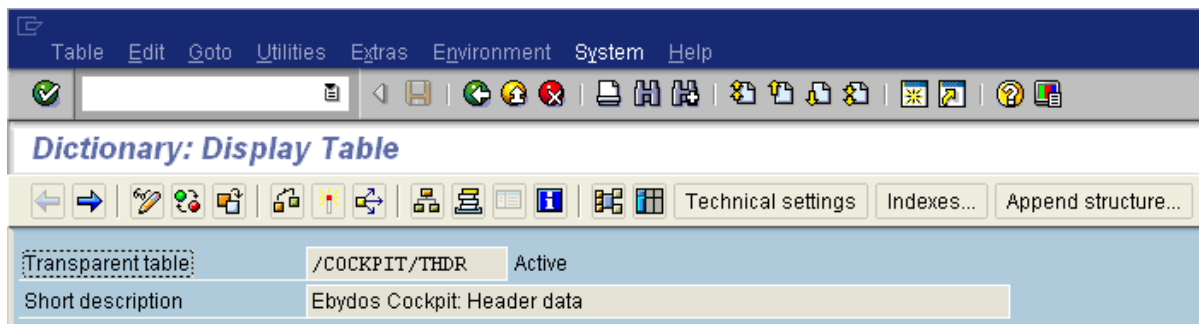 Table Edit Goto Utilities Extras Environment System Help
Dictionary: Display Table
Technical settings Indexes... Append structure...
Transparent table /COCKPIT/THDR Active
Short description Ebydos Cockpit: Header data